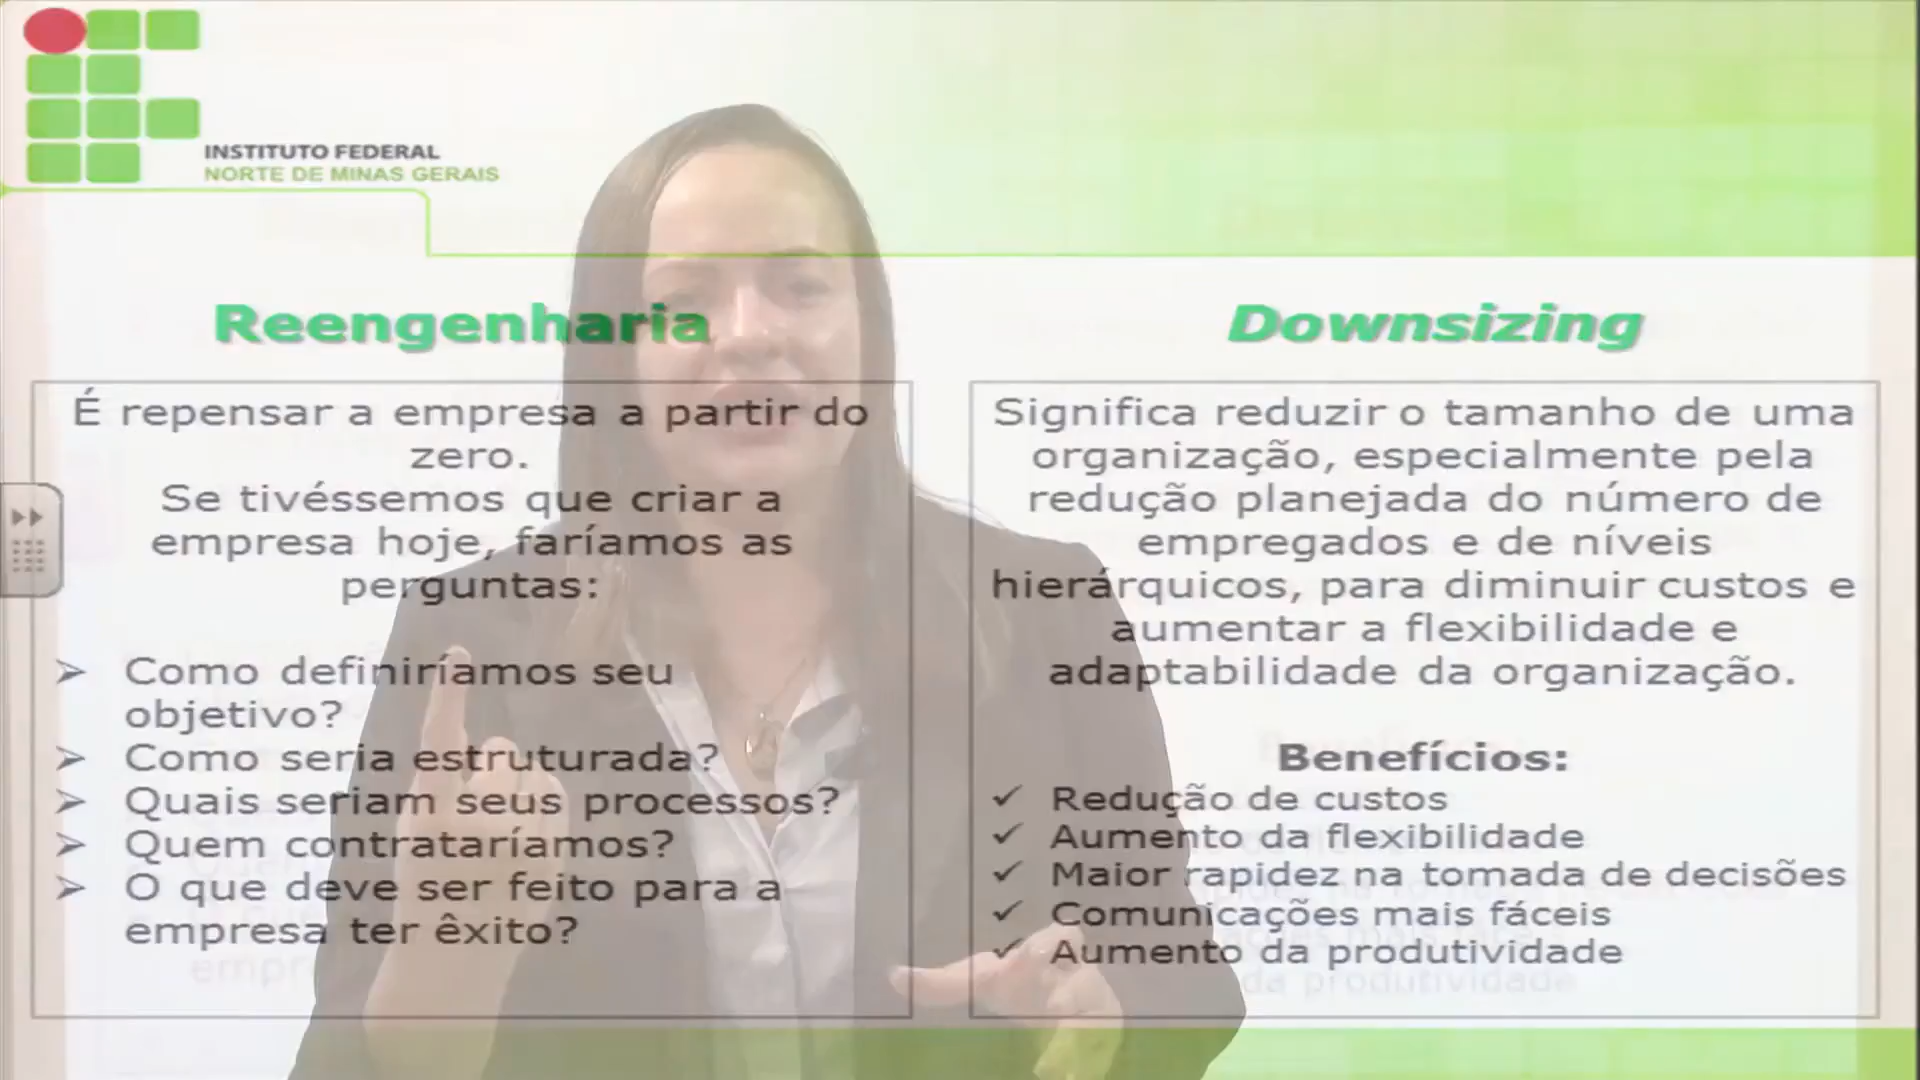 INSTITUTO FEDERAL
NORTE DE MINAS GERAIS
Reengenharia
É repensar a empresa a partir do
zero.
Se tivéssemos que criar a
empresa hoje, faríamos as
perguntas:
➢ Como definiríamos seu
objetivo?
➢ Como seria estruturada?
➢ Quais seriam seus processos?
➢ Quem contrataríamos?
➢ O que deve ser feito para a
empresa ter êxito?
Downsizing
Significa reduzir o tamanho de uma
organização, especialmente pela
redução planejada do número de
empregados e de níveis
hierárquicos, para diminuir custos e
aumentar a flexibilidade e
adaptabilidade da organização.
Benefícios:
✓ Redução de custos
✓ Aumento da flexibilidade
✓ Maior rapidez na tomada de decisões
✓ Comunicações mais fáceis
✓ Aumento da produtividade